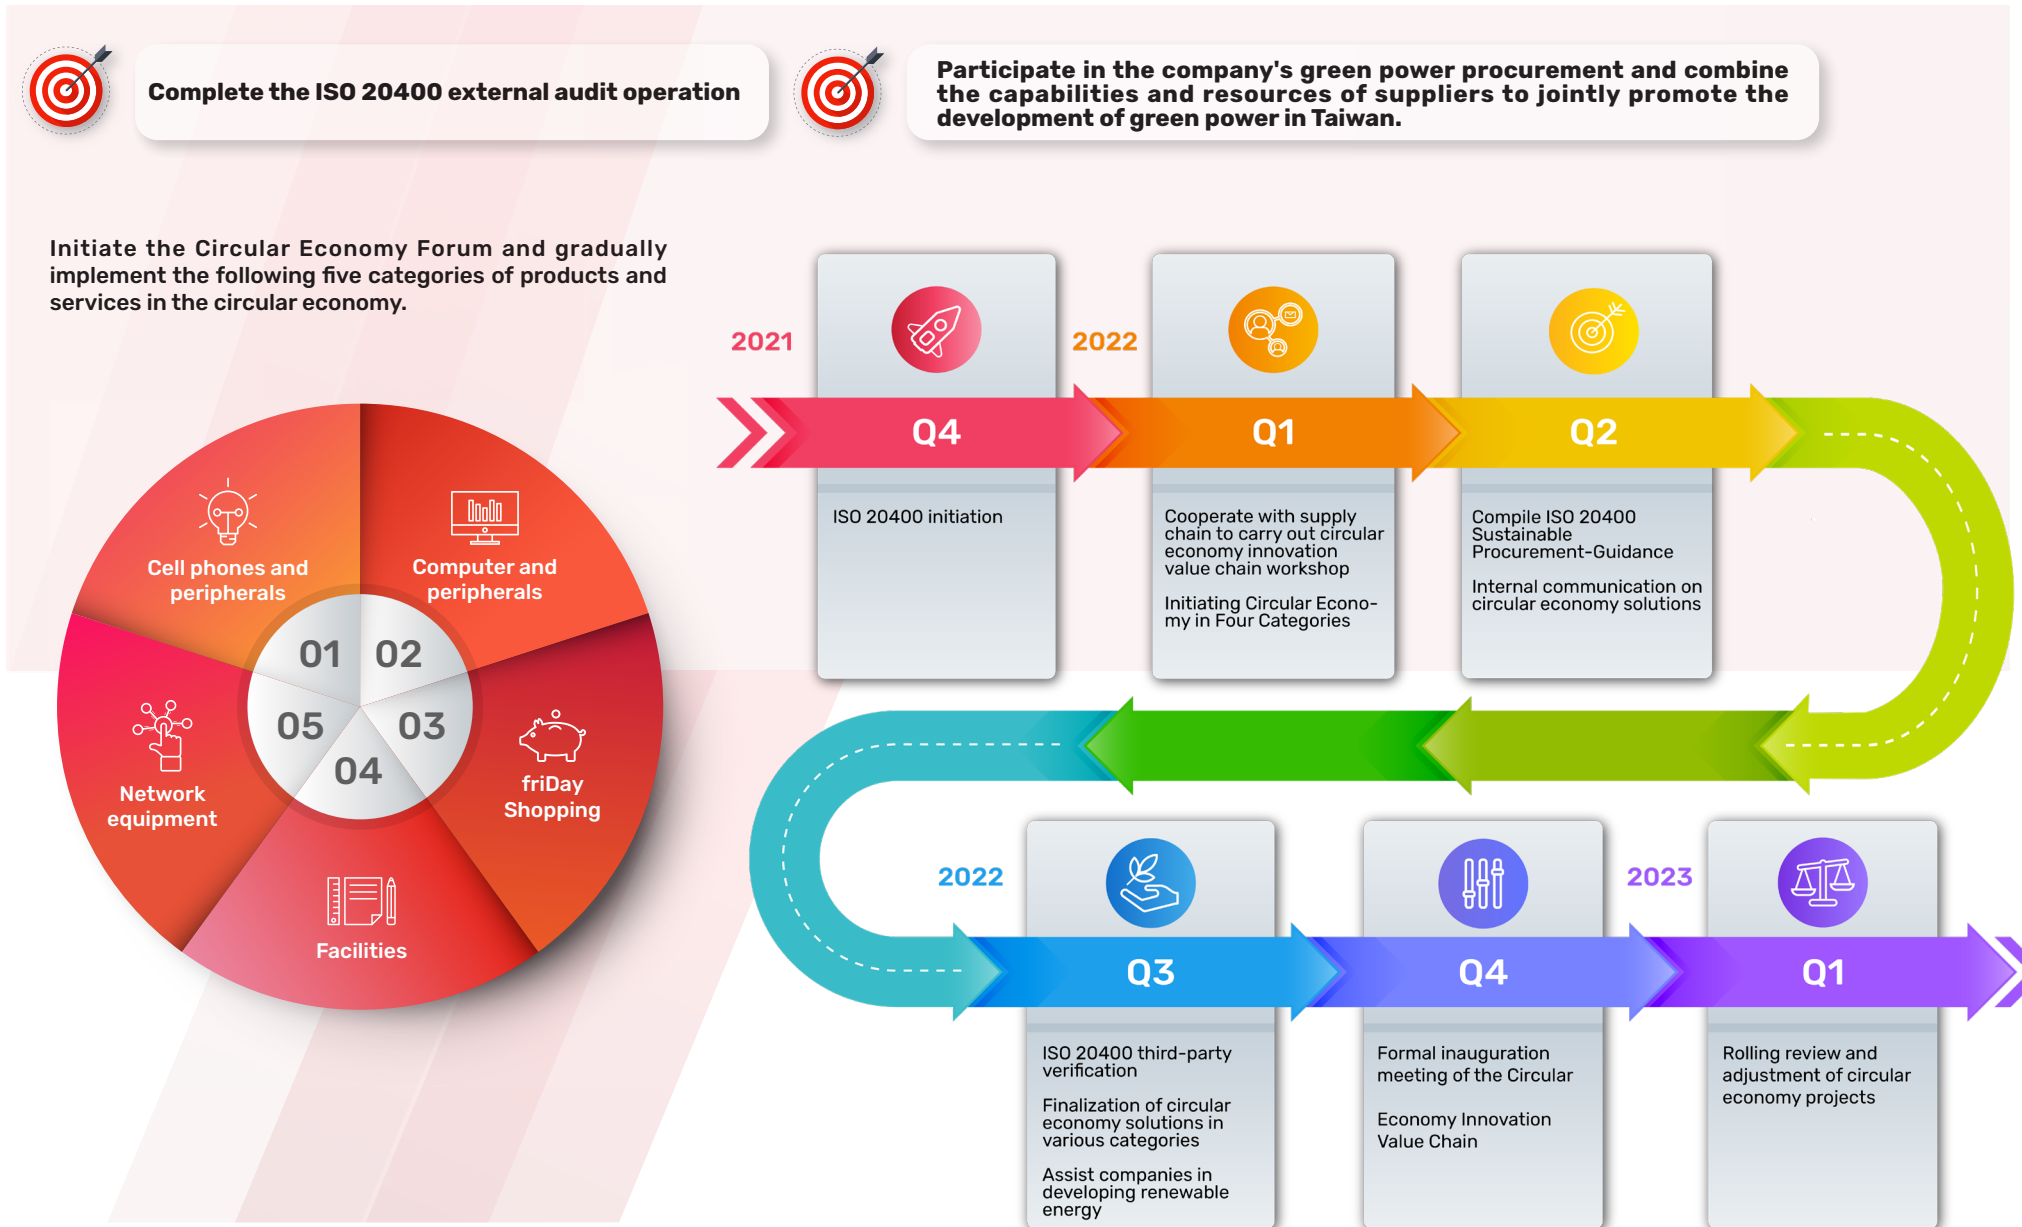 Complete the ISO 20400 external audit operation
Participate in the company's green power procurement and combine
the capabilities and resources of suppliers to jointly promote the
development of green power in Taiwan.
Initiate the Circular Economy Forum and gradually
implement the following five categories of products and
services in the circular economy.
Cell phones and
peripherals
Computer and
peripherals
01
02
03
04
05
friDay
Shopping
Facilities
Network
equipment
2021
Q4
ISO 20400 initiation
2022
Q1
Cooperate with supply
chain to carry out circular
economy innovation
value chain workshop
Initiating Circular Econo-
my in Four Categories
Q2
Compile ISO 20400
Sustainable
Procurement-Guidance
Internal communication on
circular economy solutions
2022
Q3
ISO 20400 third-party
verification
Finalization of circular
economy solutions in
various categories
Assist companies in
developing renewable
energy
Q4
Formal inauguration
meeting of the Circular
Economy Innovation
Value Chain
2023
Q1
Rolling review and
adjustment of circular
economy projects